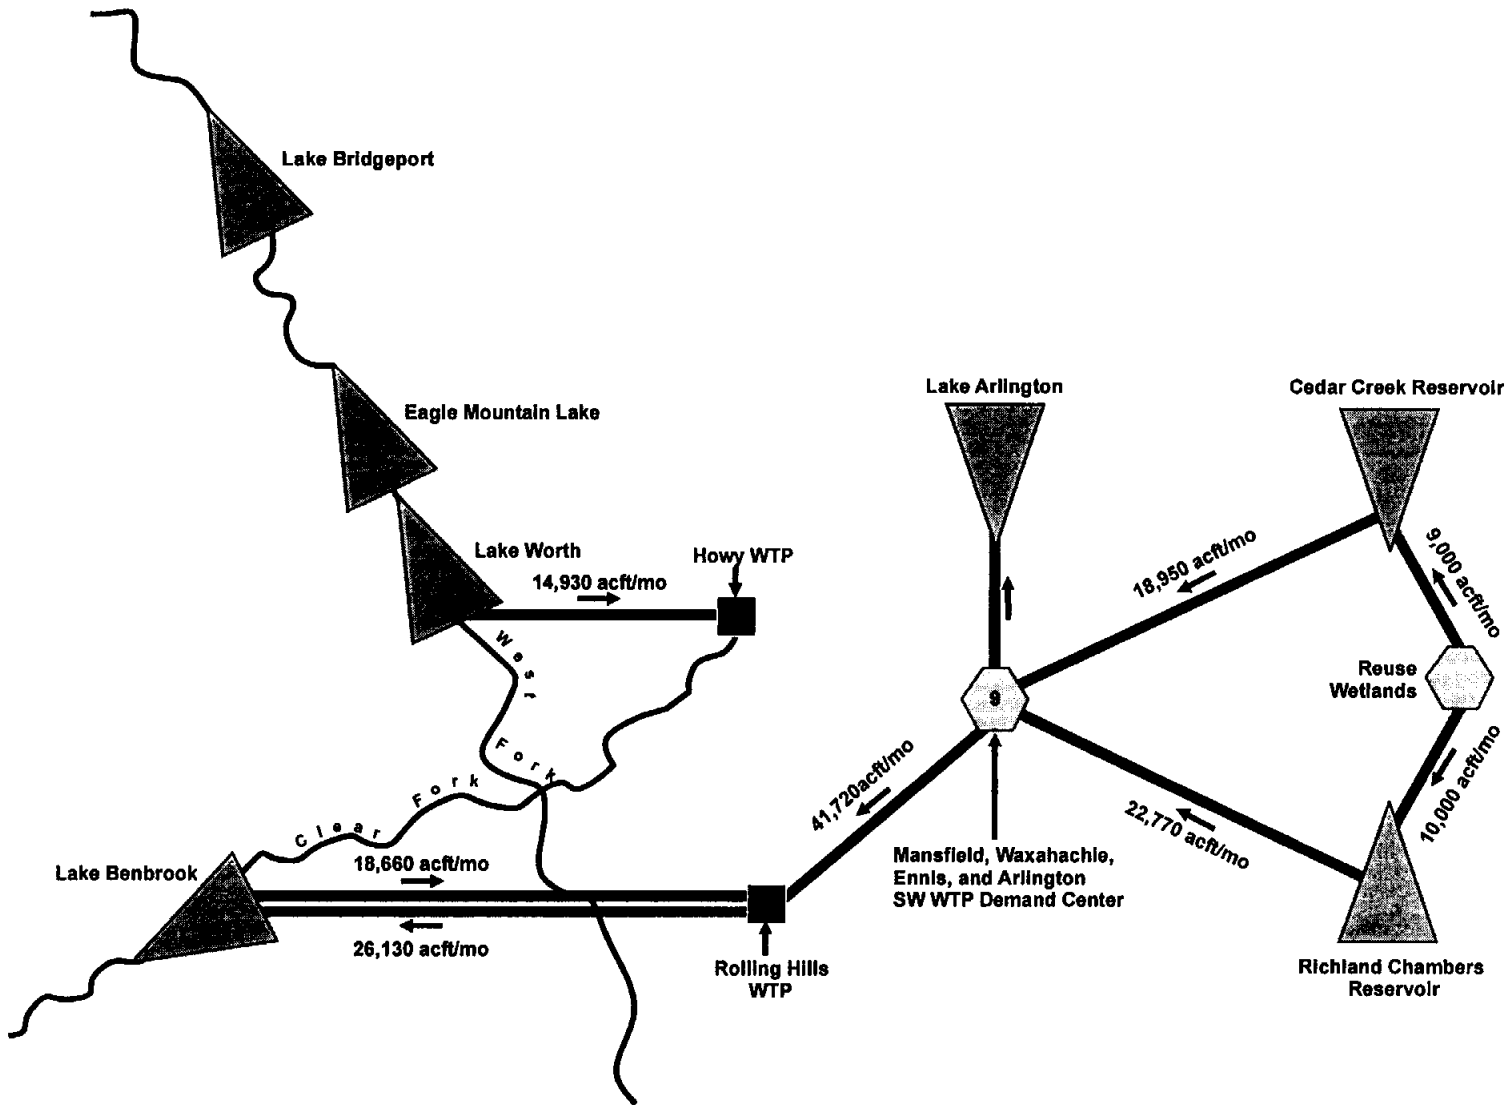 Lake Bridgeport
Eagle Mountain Lake
Lake Arlington
Cedar Creek Reservoir
Lake Worth
14,930 acft/mo
Howy WTP
18,950 acft/mo
9,000 acft/mo
West Fork
9
Reuse
Wetlands
Clear Fork
41,720acft/mo
22,770 acft/mo
10,000 acft/mo
Lake Benbrook
18,660 acft/mo
26,130 acft/mo
Mansfield, Waxahachie,
Ennis, and Arlington
SW WTP Demand Center
Rolling Hills
WTP
Richland Chambers
Reservoir